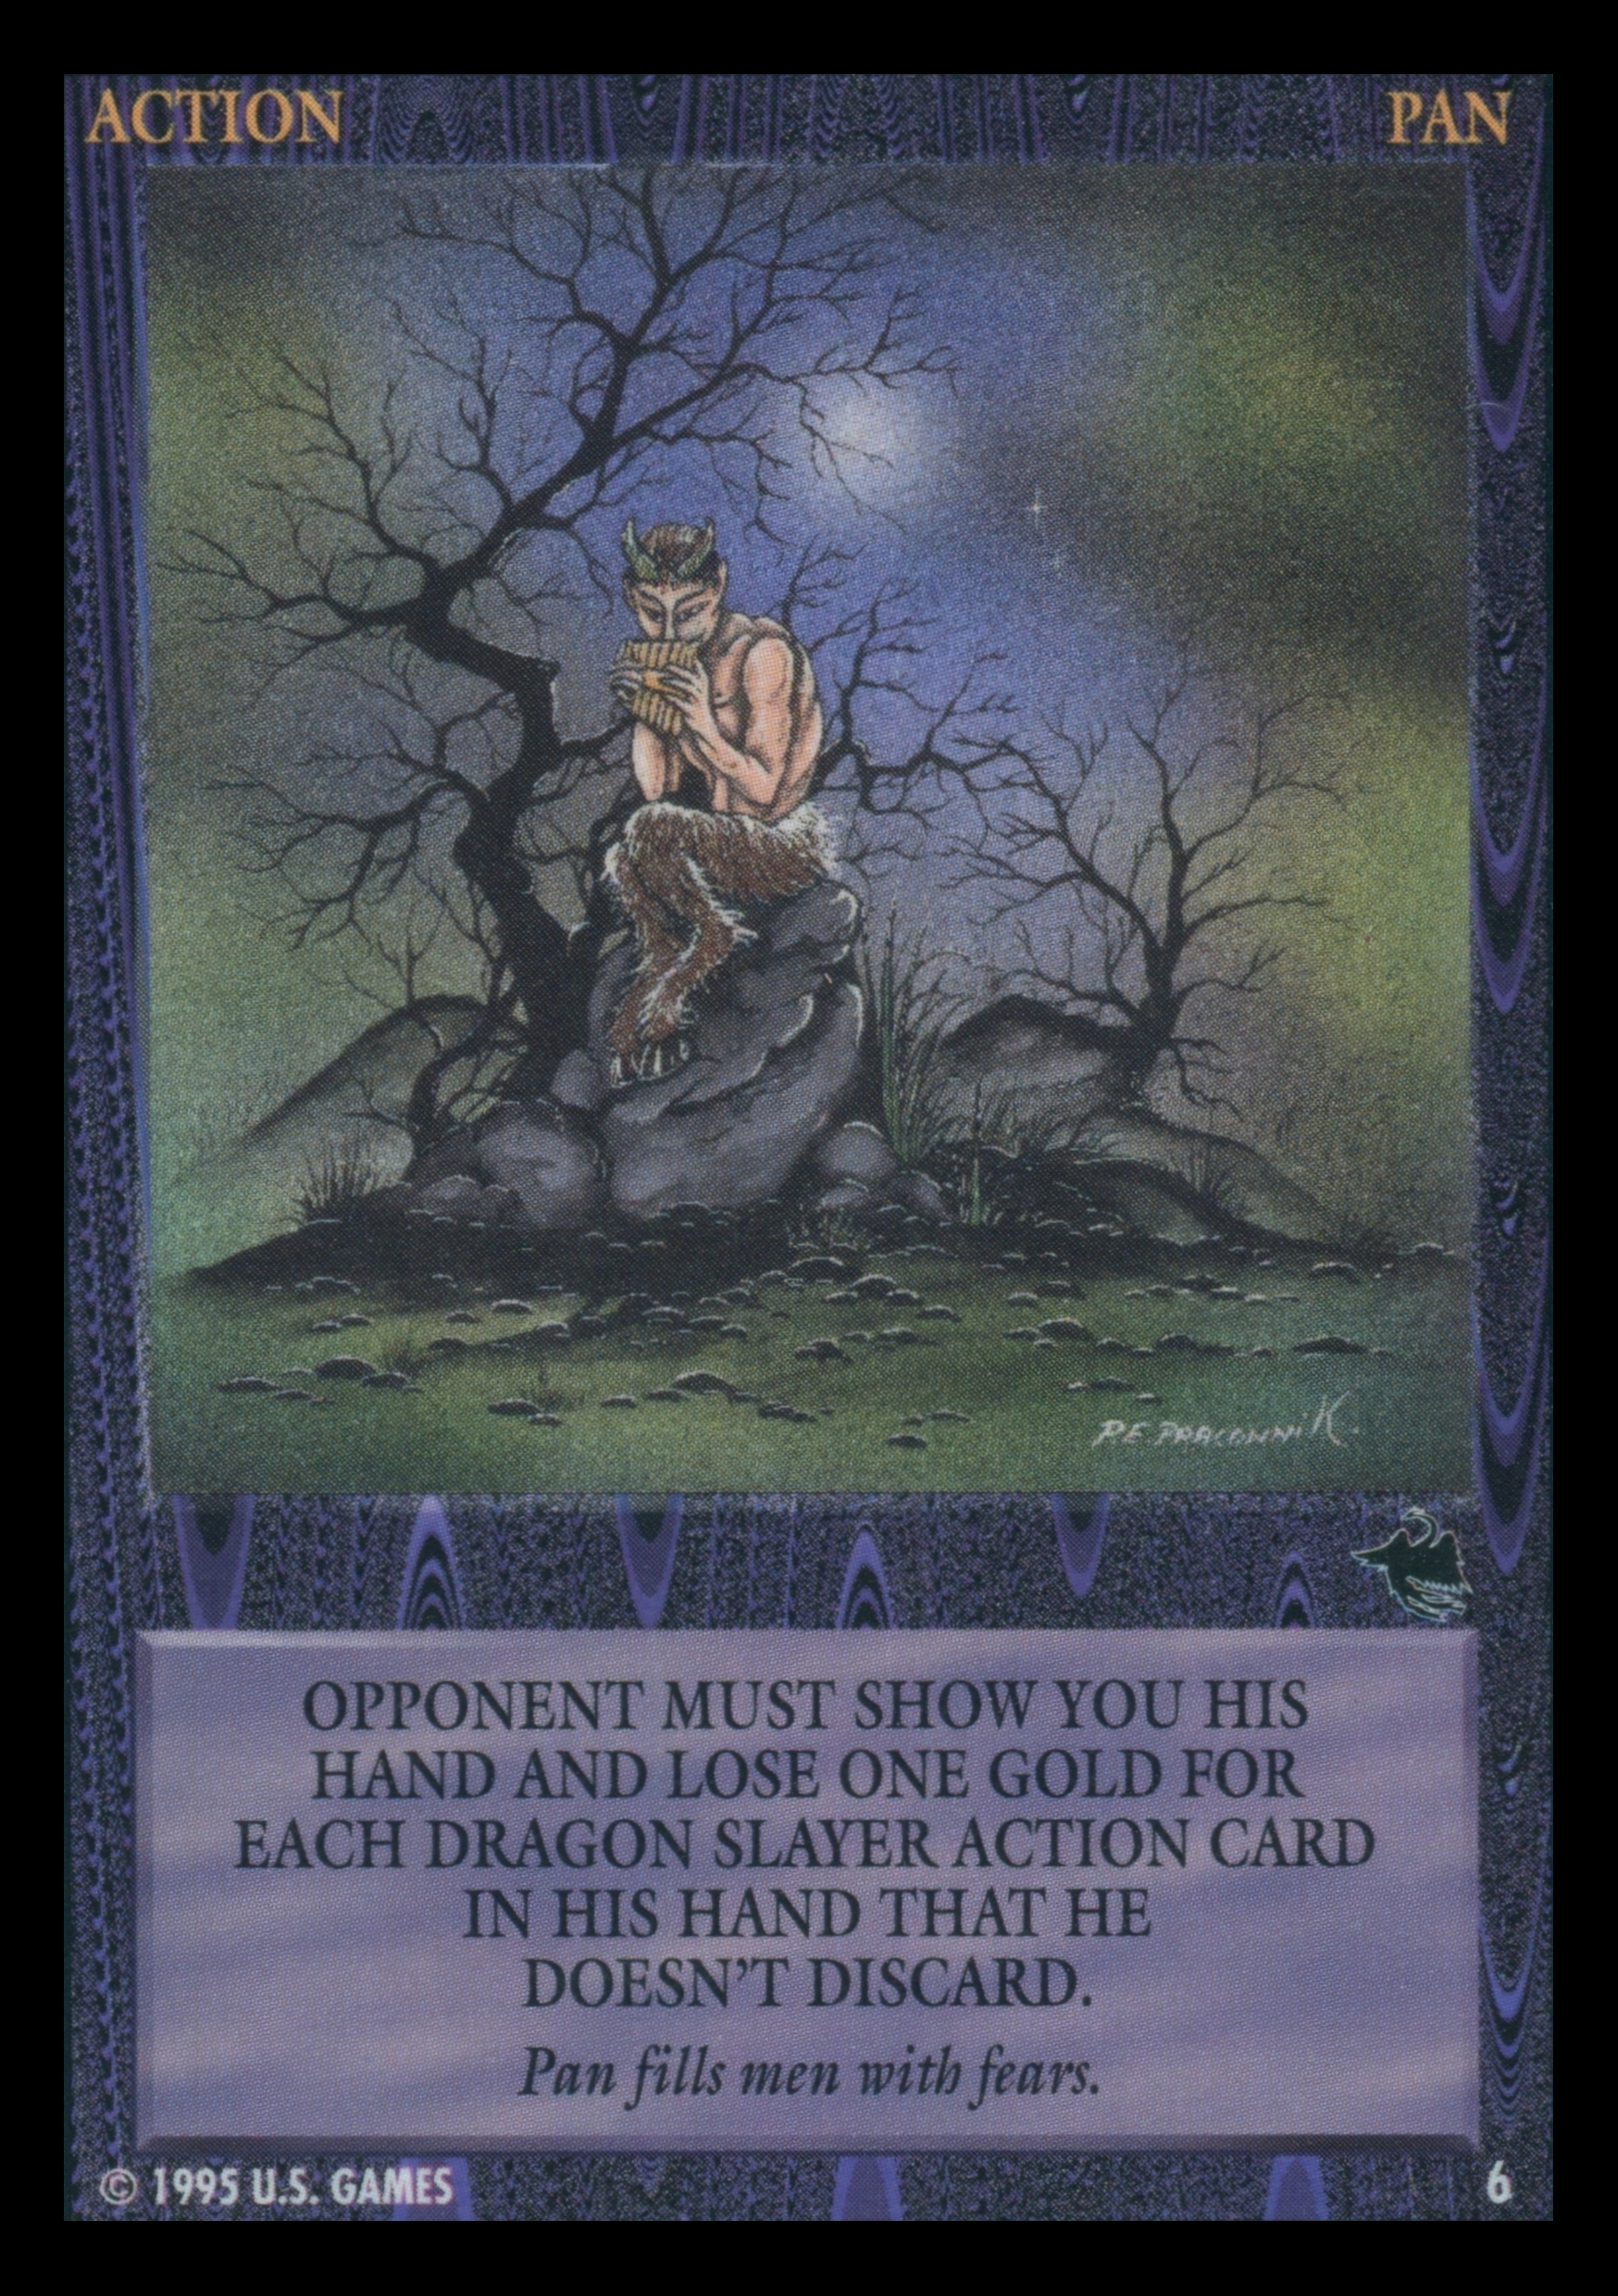 ACTION
PAN
P.E. PRACOWNIK.
OPPONENT MUST SHOW YOU HIS
HAND AND LOSE ONE GOLD FOR
EACH DRAGON SLAYER ACTION CARD
IN HIS HAND THAT HE
DOESN'T DISCARD.
Pan fills men with fears.
© 1995 U.S. GAMES
6